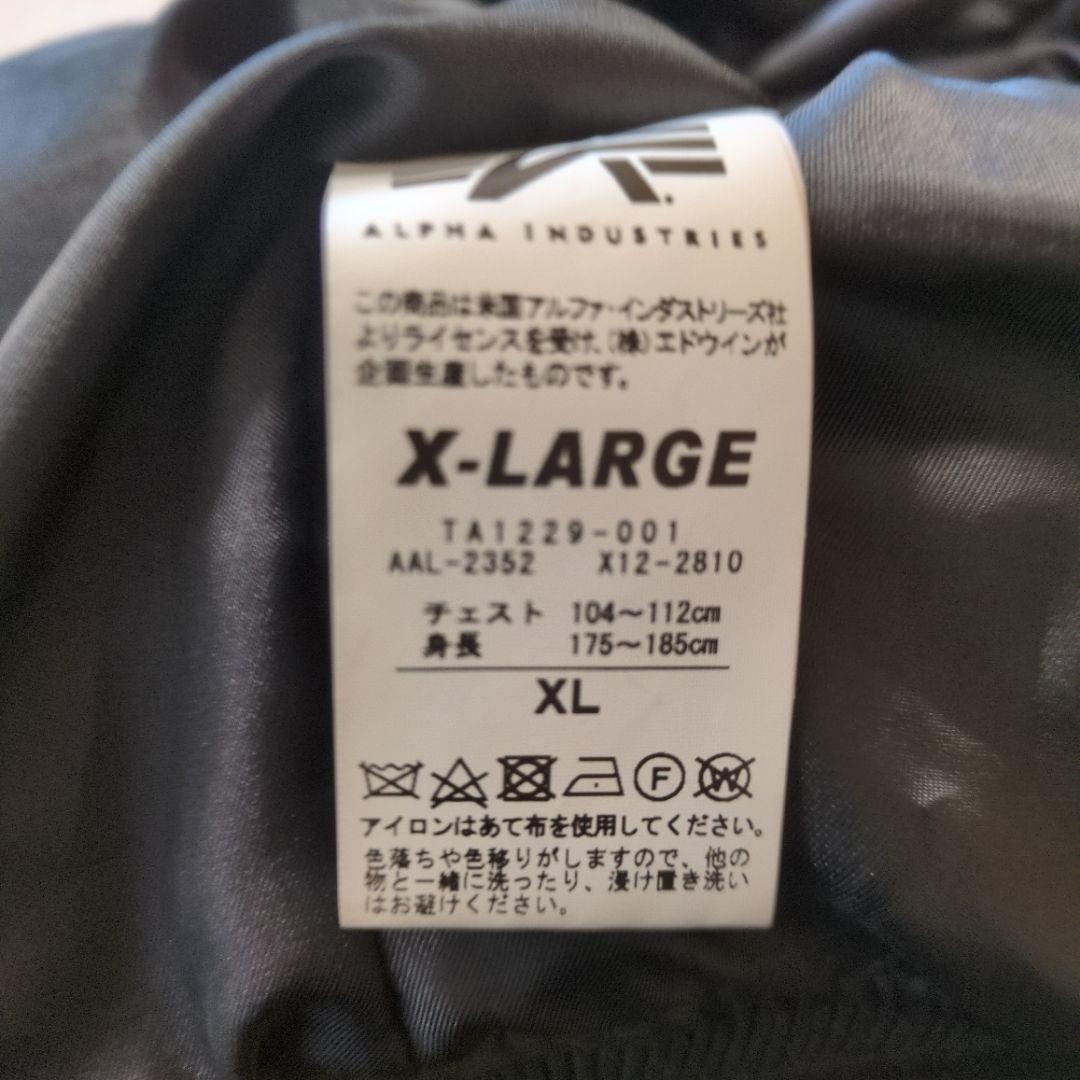 ALPHA INDUSTRIES
この商品は米国アルファ・インダストリーズ社
よりライセンスを受け、(株)エドウインが
企画生産したものです。
X-LARGE
TA1229-001
AAL-2352 X12-2810
チェスト 104～112cm
身長 175～185cm
XL
F W
アイロンはあて布を使用してください。
色落ちや色移りがしますので、他の
物と一緒に洗ったり、浸け置き洗い
はお避けください。